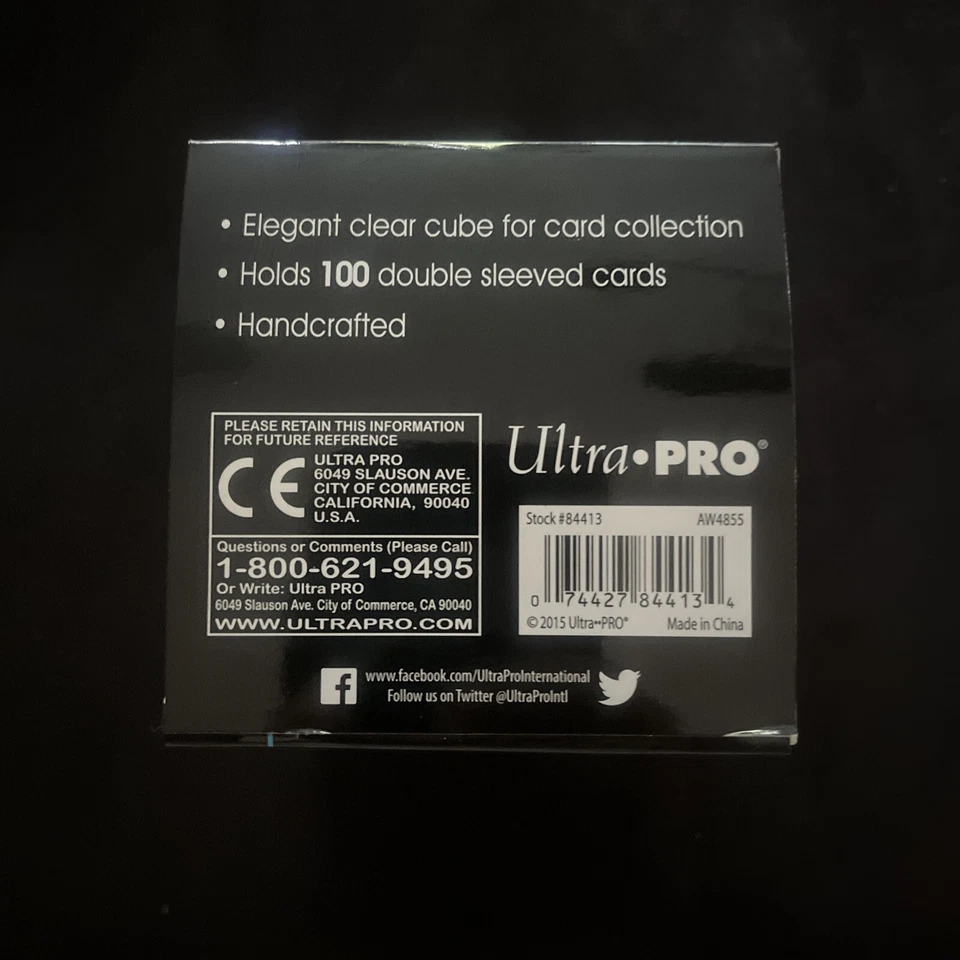 • Elegant clear cube for card collection
• Holds 100 double sleeved cards
• Handcrafted
PLEASE RETAIN THIS INFORMATION
FOR FUTURE REFERENCE
CE
ULTRA PRO
6049 SLAUSON AVE.
CITY OF COMMERCE
CALIFORNIA, 90040
U.S.A.
Questions or Comments (Please Call)
1-800-621-9495
Or Write: Ultra PRO
6049 Slauson Ave. City of Commerce, CA 90040
WWW.ULTRAPRO.COM
Ultra•PRO®
Stock #84413 AW4855
0 74427 84413 4
© 2015 Ultra••PRO® Made in China
f www.facebook.com/UltraProInternational
Follow us on Twitter @UltraProIntl